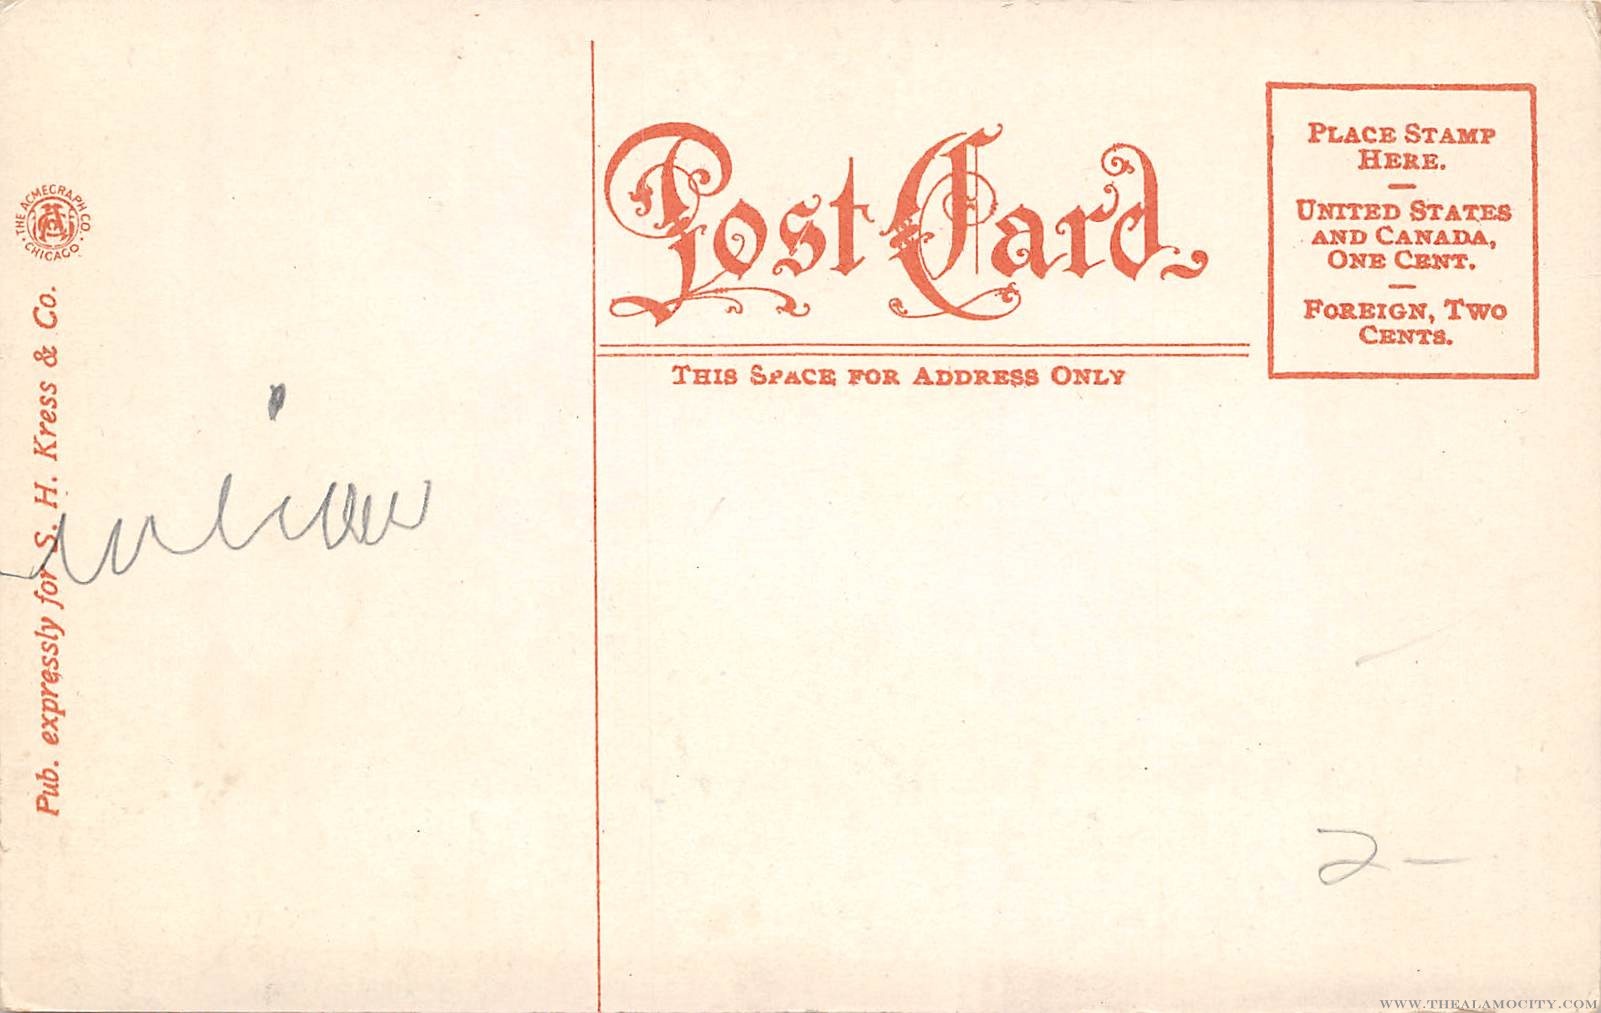 THE ACMEGRAPH CO.
CHICAGO
Pub. expressly for S. H. Kress & Co.
Post Card
THIS SPACE FOR ADDRESS ONLY
PLACE STAMP
HERE.
UNITED STATES
AND CANADA,
ONE CENT.
FOREIGN, TWO
CENTS.
2-
WWW.THEALAMOCITY.COM